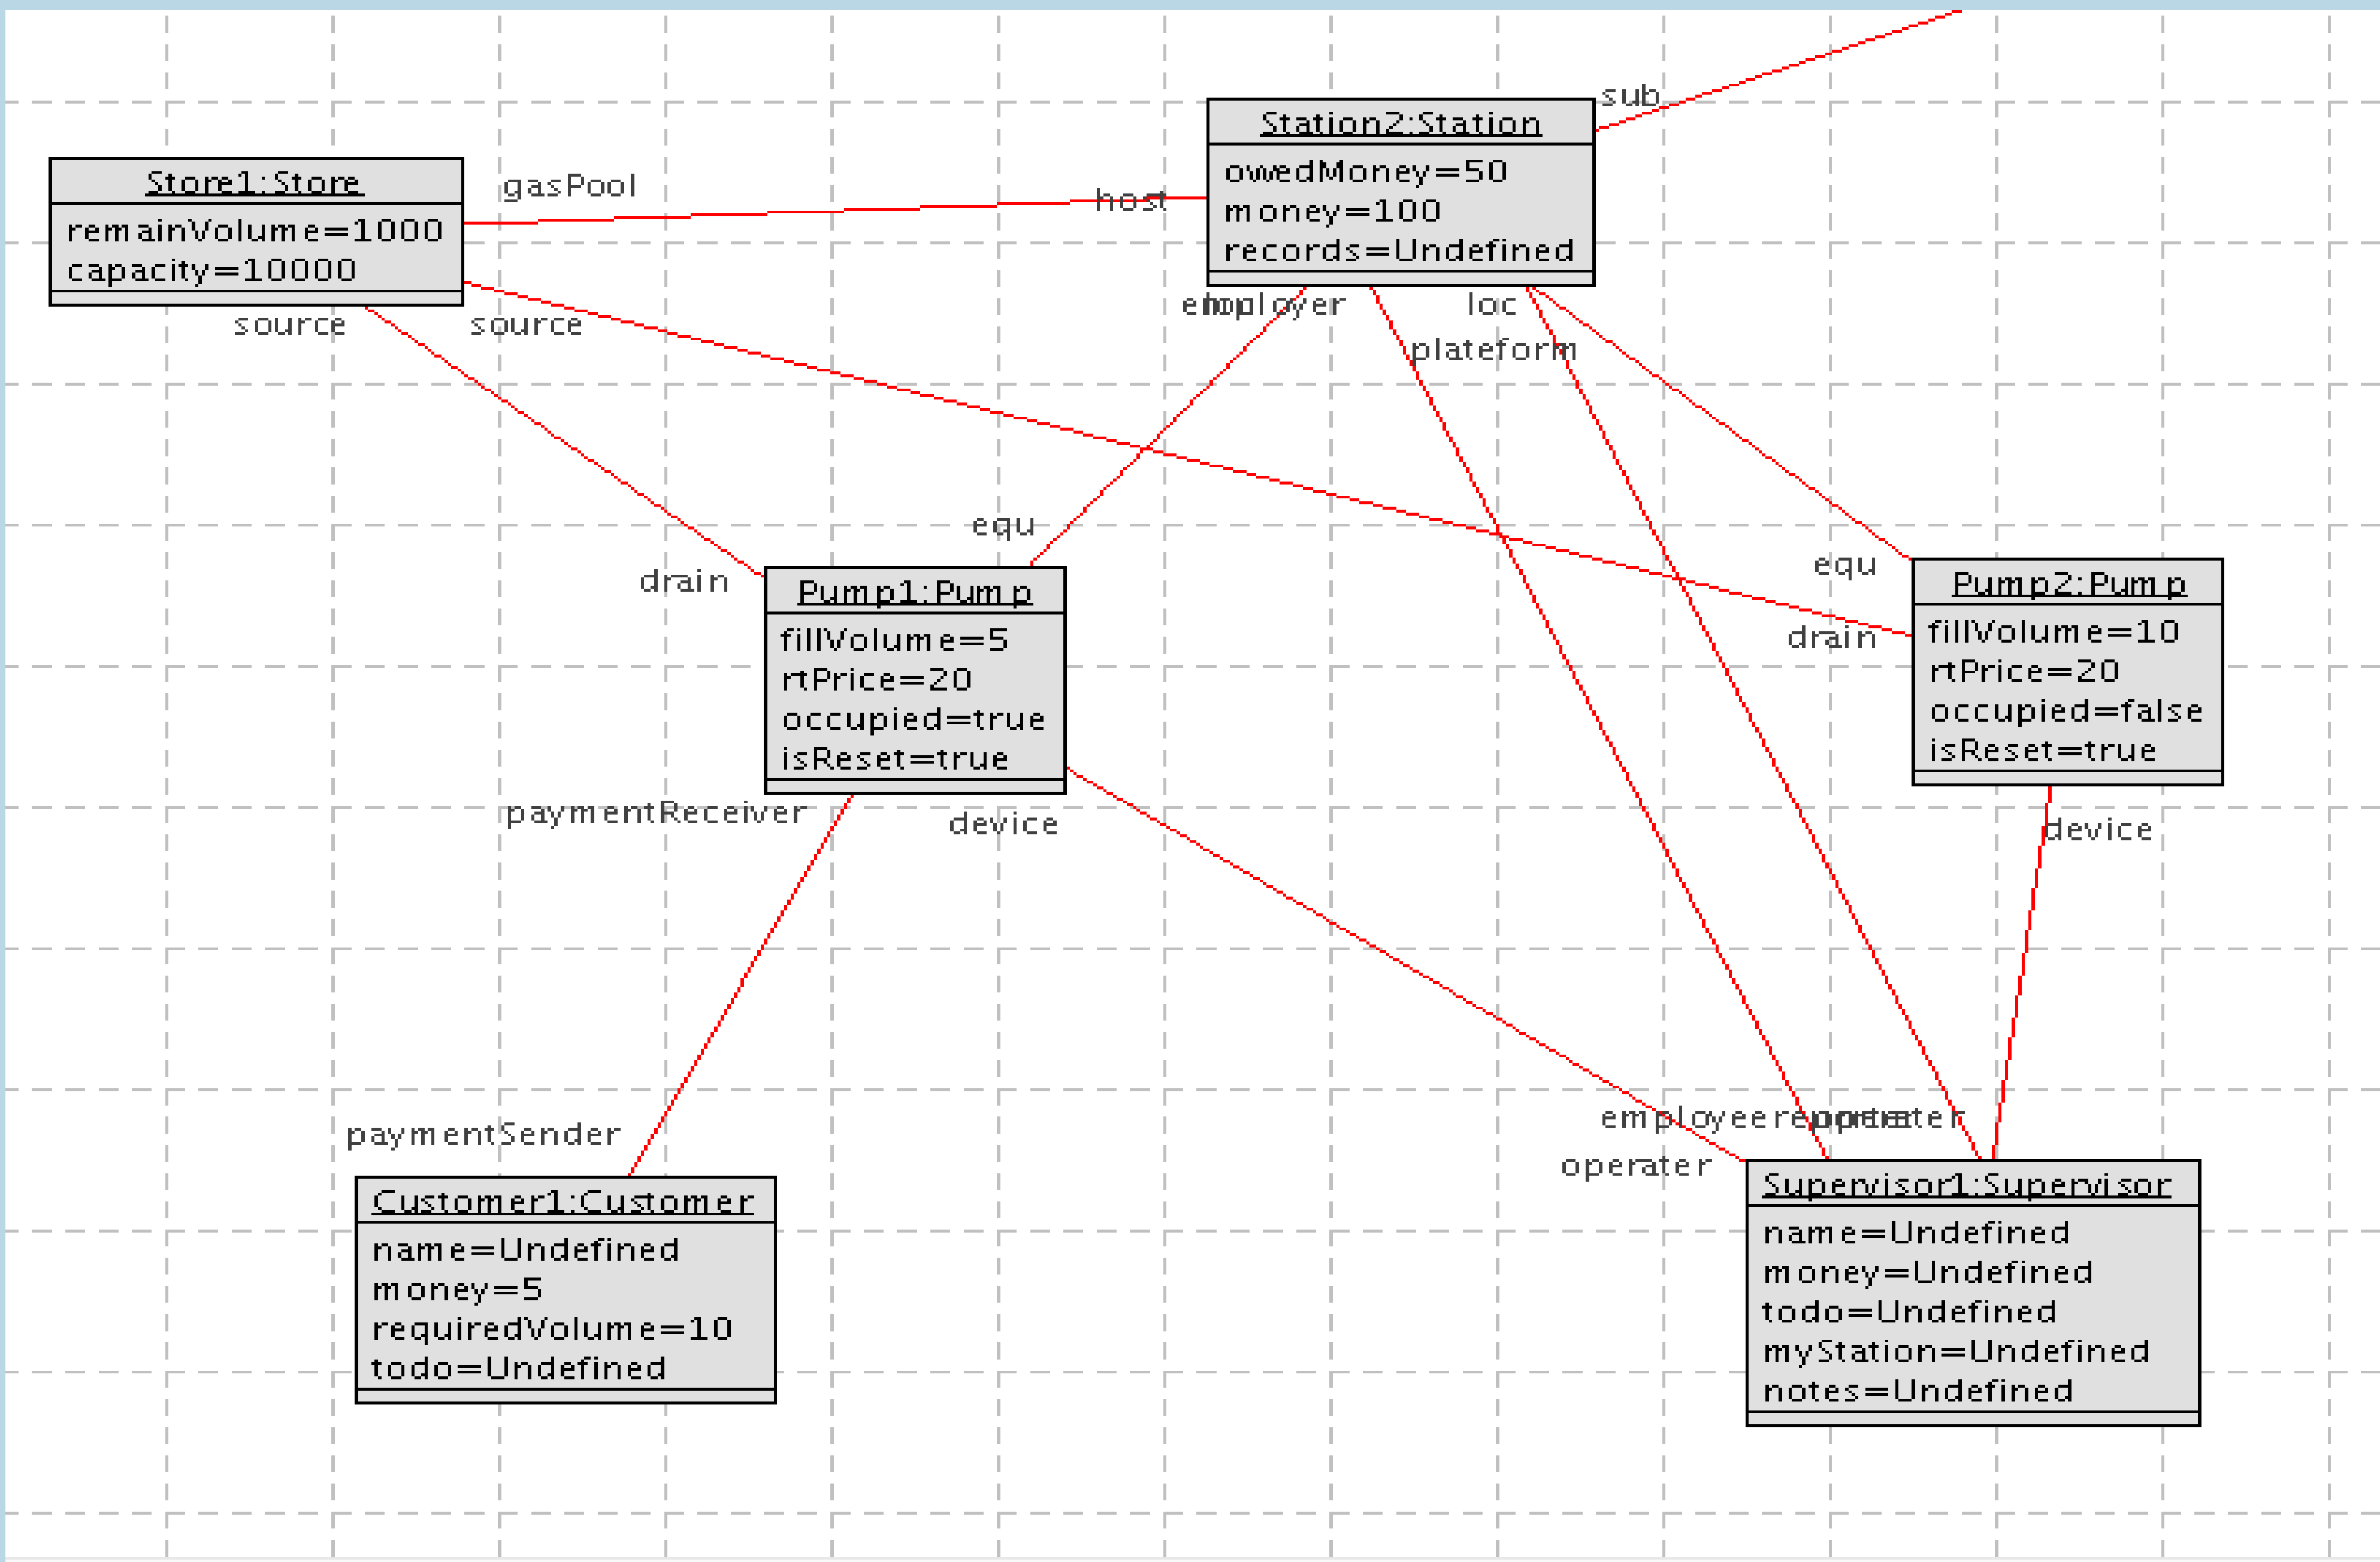 sub
Station2:Station
owedMoney=50
money=100
records=Undefined
Store1:Store
remainVolume=1000
capacity=10000
gasPool
host
source
source
employer
loc
plateform
equ
drain
Pump1:Pump
fillVolume=5
rtPrice=20
occupied=true
isReset=true
equ
drain
Pump2:Pump
fillVolume=10
rtPrice=20
occupied=false
isReset=true
paymentReceiver
device
device
paymentSender
employee
operater
operater
Customer1:Customer
name=Undefined
money=5
requiredVolume=10
todo=Undefined
Supervisor1:Supervisor
name=Undefined
money=Undefined
todo=Undefined
myStation=Undefined
notes=Undefined